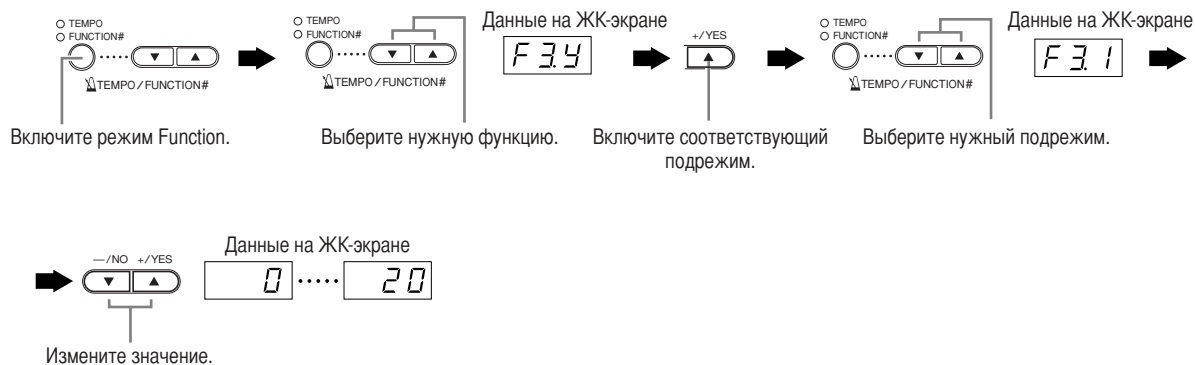 ○ TEMPO
○ FUNCTION#
▼ ▲
TEMPO/FUNCTION#
Включите режим Function.
○ TEMPO
○ FUNCTION#
▼ ▲
TEMPO/FUNCTION#
Выберите нужную функцию.
Данные на ЖК-экране
F 3.Y
+/YES
▲
Включите соответствующий
подрежим.
○ TEMPO
○ FUNCTION#
▼ ▲
TEMPO/FUNCTION#
Выберите нужный подрежим.
Данные на ЖК-экране
F 3.1
—/NO +/YES
▼ ▲
Измените значение.
Данные на ЖК-экране
0 ····· 20